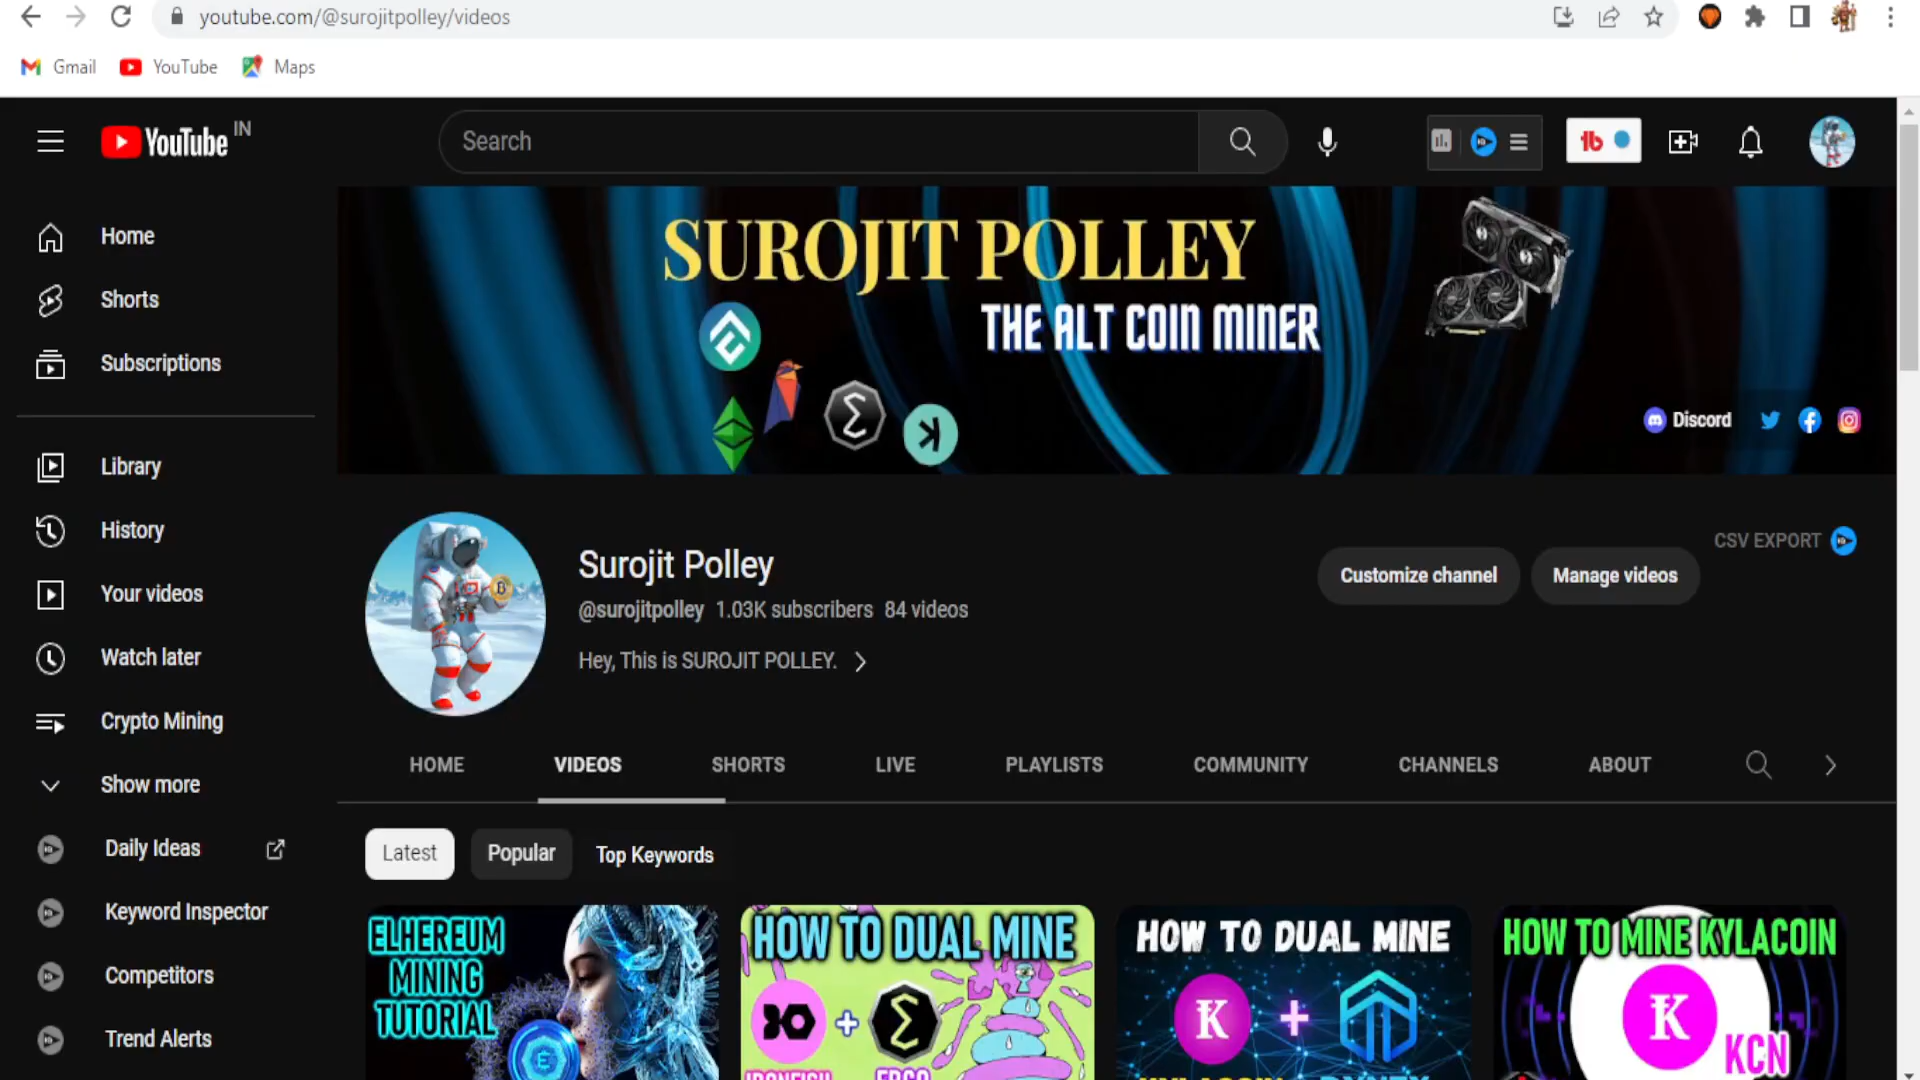 youtube.com/@surojitpolley/videos
Gmail
YouTube
Maps
YouTube IN
Search
Home
Shorts
Subscriptions
Library
History
Your videos
Watch later
Crypto Mining
Show more
Daily Ideas
Keyword Inspector
Competitors
Trend Alerts
SUROJIT POLLEY
THE ALT COIN MINER
Discord
Surojit Polley
@surojitpolley 1.03K subscribers 84 videos
Hey, This is SUROJIT POLLEY.
CSV EXPORT
Customize channel
Manage videos
HOME
VIDEOS
SHORTS
LIVE
PLAYLISTS
COMMUNITY
CHANNELS
ABOUT
Latest
Popular
Top Keywords
ELHEREUM
MINING
TUTORIAL
HOW TO DUAL MINE
+
HOW TO DUAL MINE
+
HOW TO MINE KYLACOIN
KCN